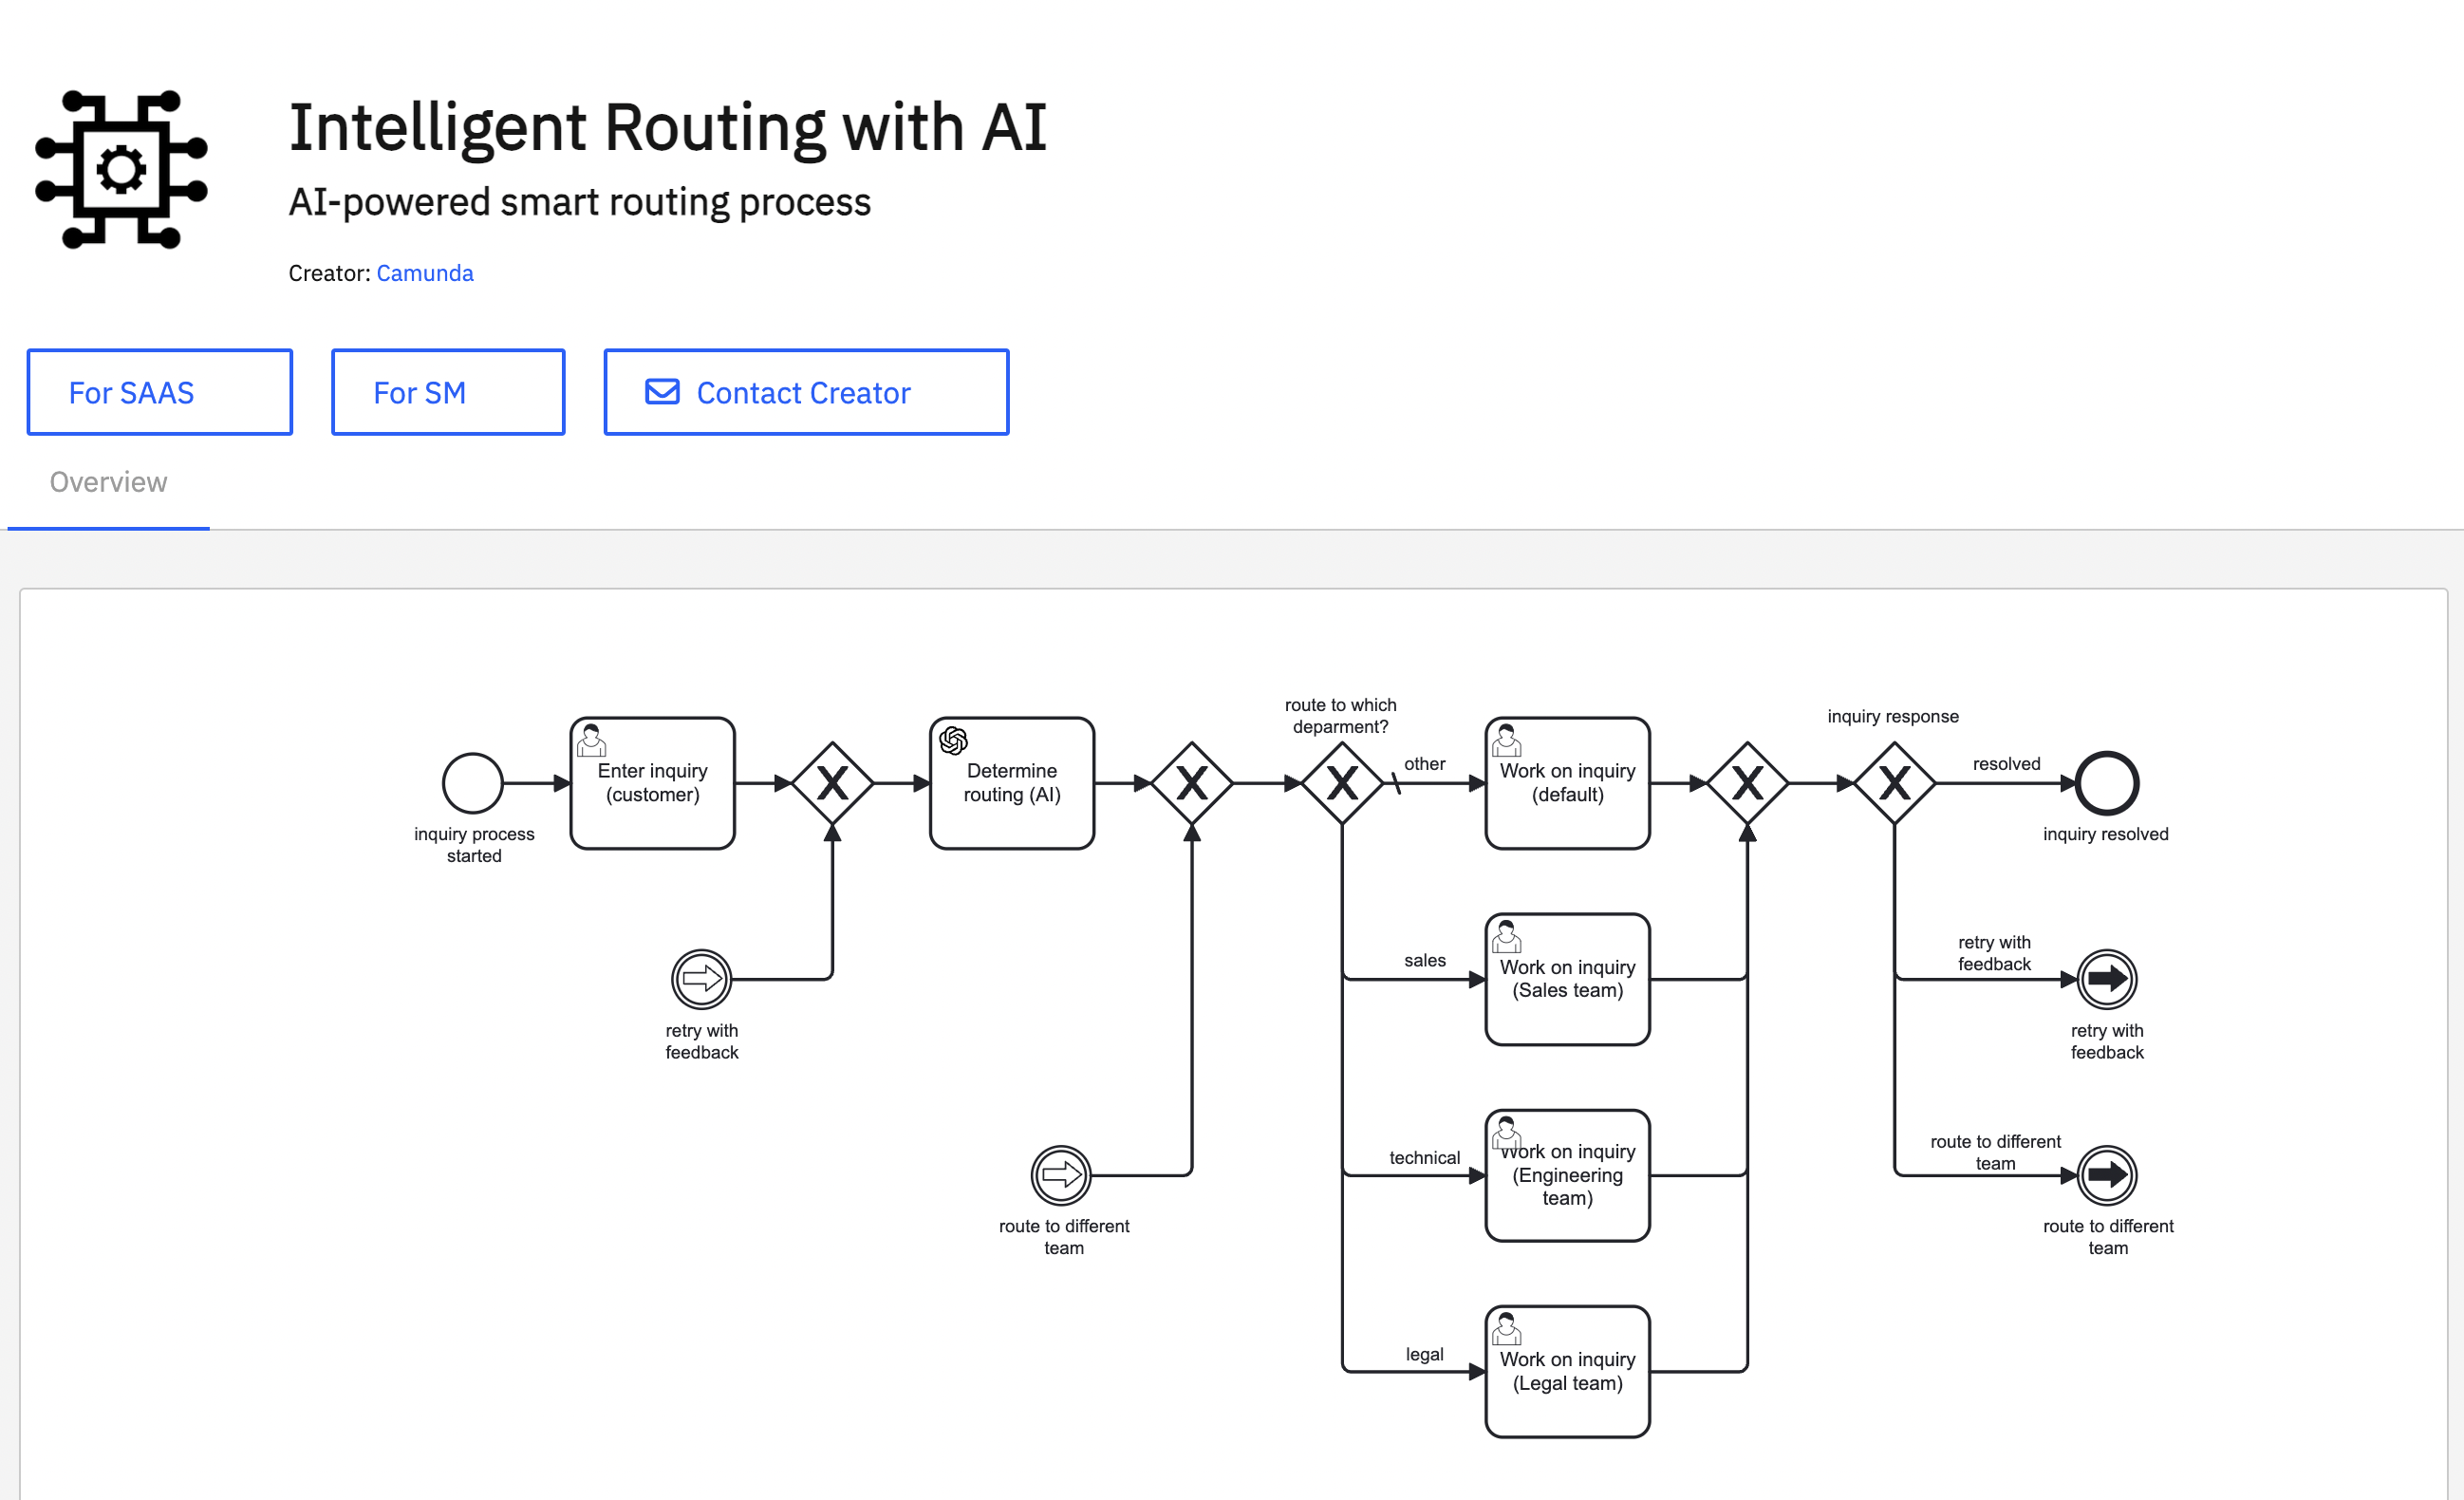 Intelligent Routing with AI
AI-powered smart routing process
Creator: Camunda
For SAAS
For SM
Contact Creator
Overview
inquiry process
started
Enter inquiry
(customer)
retry with
feedback
Determine
routing (AI)
route to different
team
route to which
deparment?
other
Work on inquiry
(default)
sales
Work on inquiry
(Sales team)
technical
Work on inquiry
(Engineering
team)
legal
Work on inquiry
(Legal team)
inquiry response
resolved
inquiry resolved
retry with
feedback
retry with
feedback
route to different
team
route to different
team